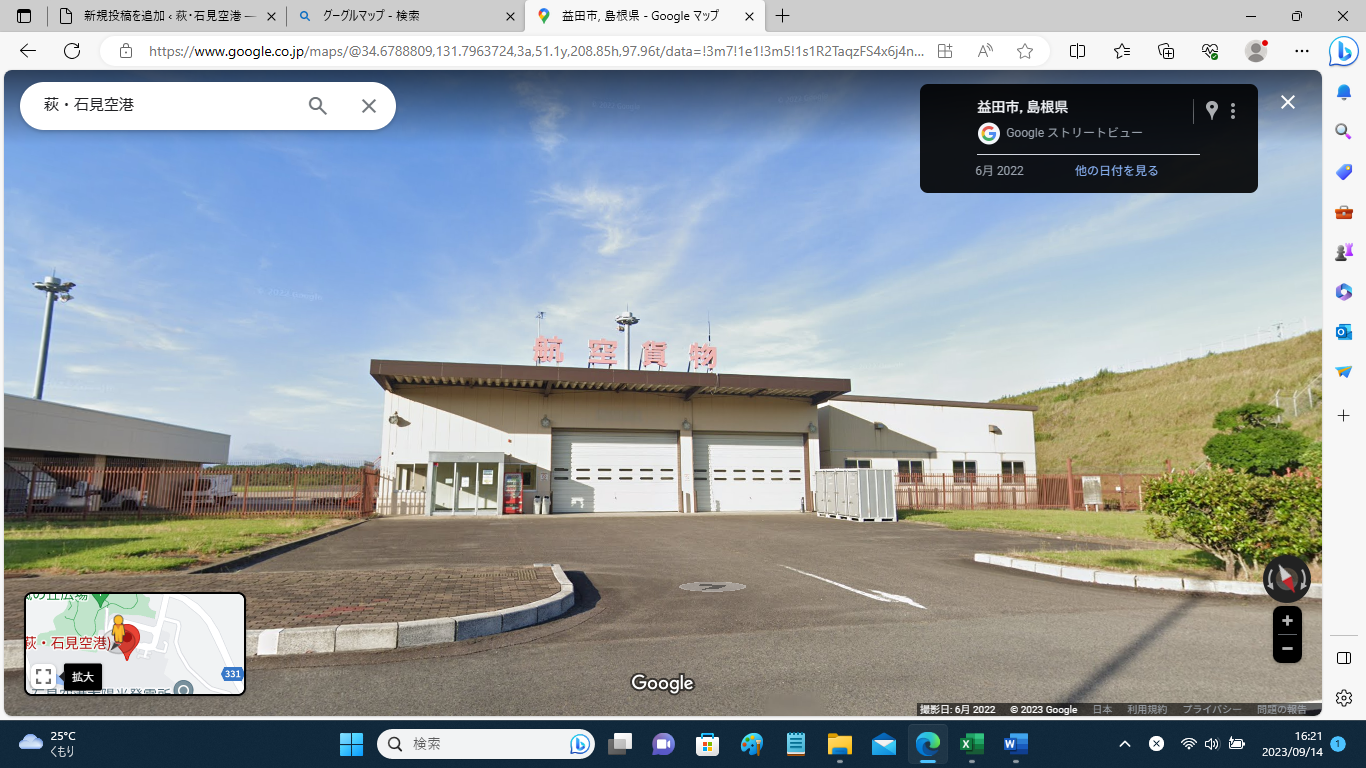 新規投稿を追加 ‹ 萩・石見空港 —
グーグルマップ - 検索
益田市, 島根県 - Google マップ
https://www.google.co.jp/maps/@34.6788809,131.7963724,3a,51.1y,208.85h,97.96t/data=!3m7!1e1!3m5!1s1R2TaqzFS4x6j4n...
萩・石見空港
益田市, 島根県
Google ストリートビュー
6月 2022
他の日付を見る
航空貨物
萩・石見空港)
331
拡大
Google
撮影日: 6月 2022
© 2023 Google
日本
利用規約
プライバシー
問題の報告
25°C
くもり
検索
16:21
2023/09/14
1